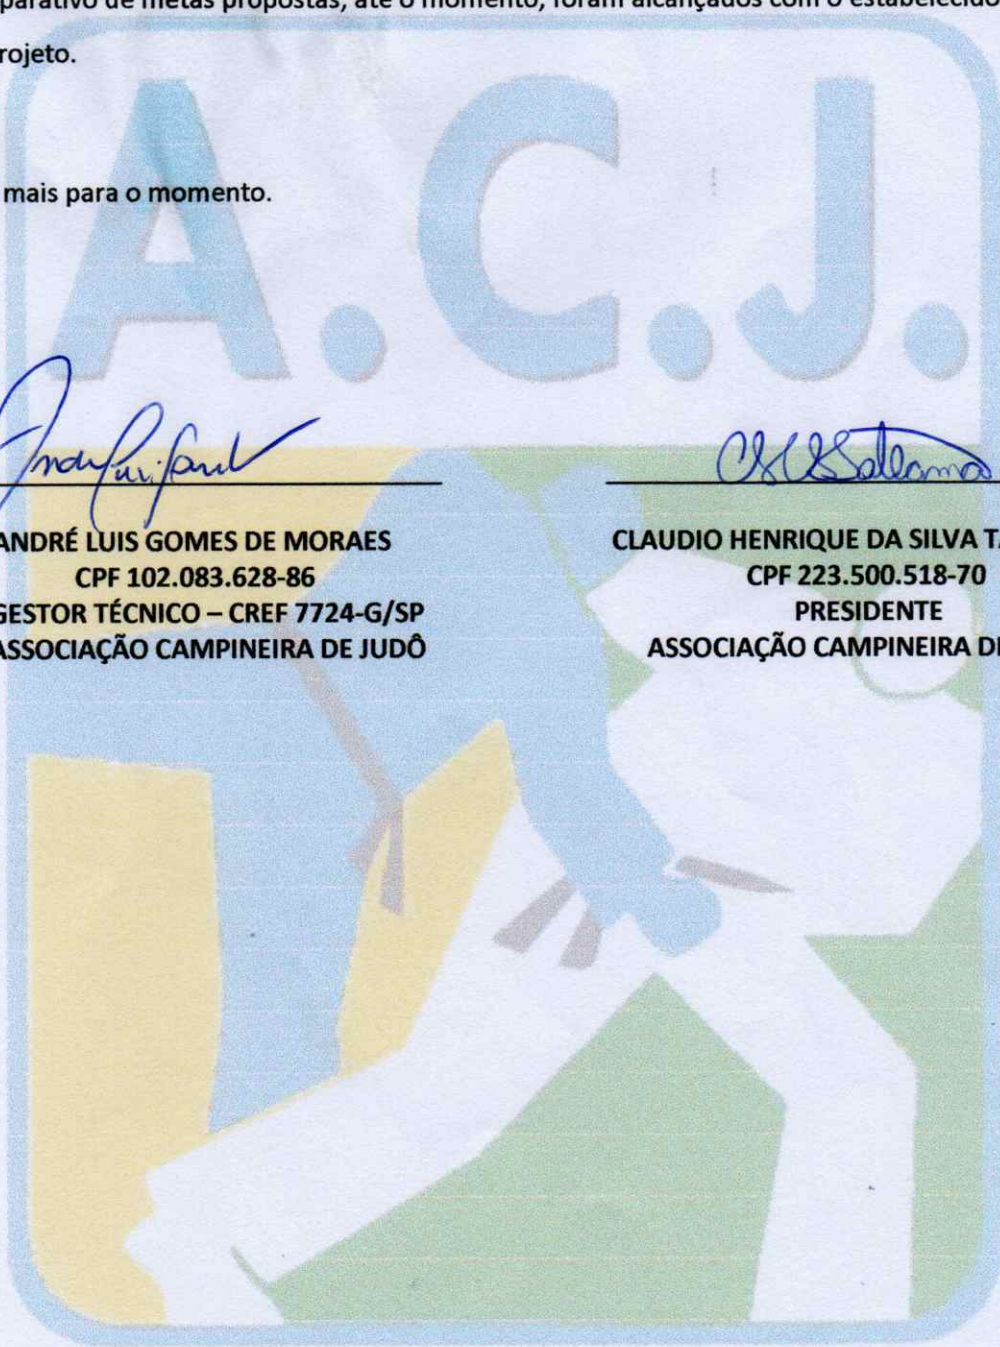 parativo de metas propostas, até o momento, foram alcançados com o estabelecido
rojeto.
mais para o momento.
A.C.J.
ANDRÉ LUIS GOMES DE MORAES
CPF 102.083.628-86
GESTOR TÉCNICO – CREF 7724-G/SP
ASSOCIAÇÃO CAMPINEIRA DE JUDÔ
CLAUDIO HENRIQUE DA SILVA TA
CPF 223.500.518-70
PRESIDENTE
ASSOCIAÇÃO CAMPINEIRA DE